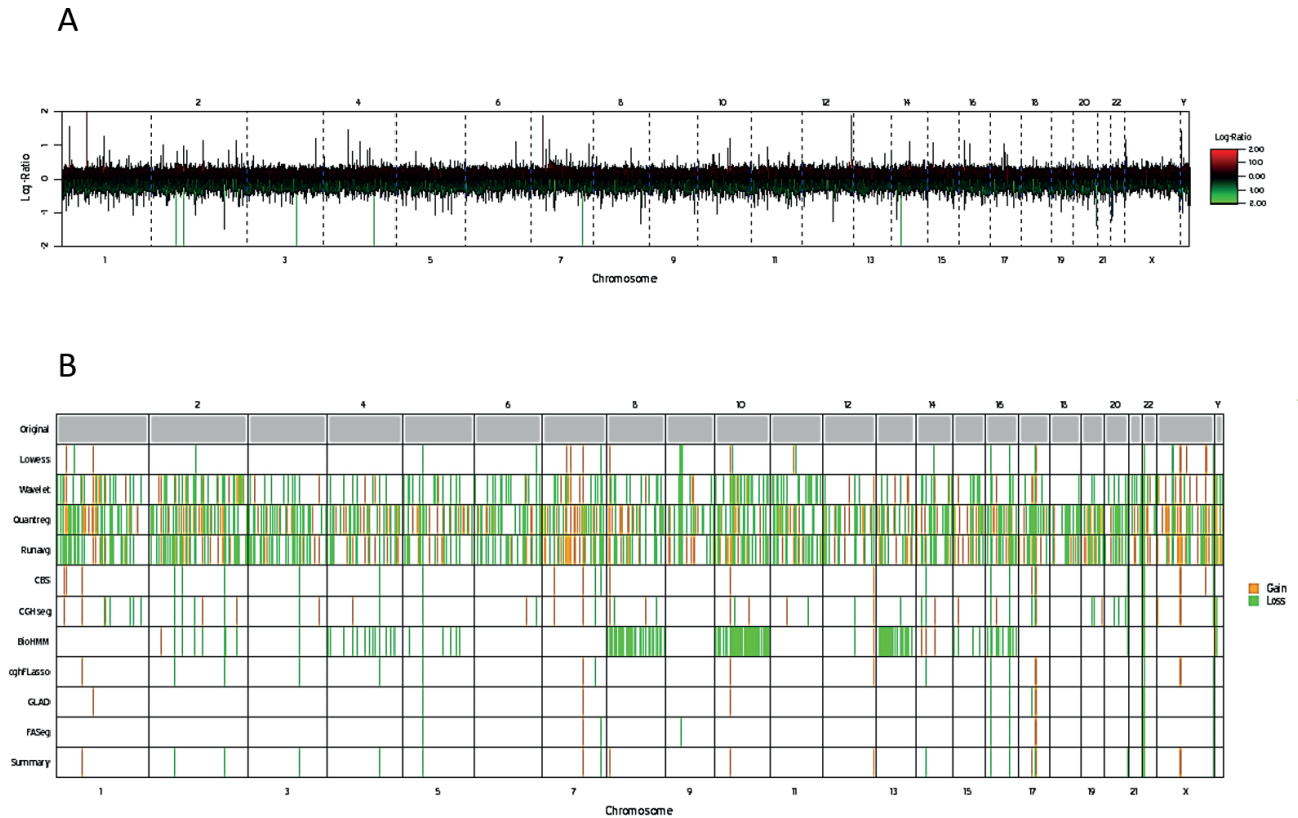 A
2 4 6 8 10 12 14 16 18 20 22 Y
2
1
0
-1
-2
Log-Ratio
Log-Ratio
2.00
1.00
0.00
1.00
2.00
1 3 5 7 9 11 13 15 17 19 21 X
Chromosome
B
2 4 6 8 10 12 14 16 18 20 22 Y
Original
Lowess
Wavelet
Quantreg
Runavg
CBS
CGHseg
BioHMM
cghFLasso
GLAD
FASeg
Summary
Gain
Loss
1 3 5 7 9 11 13 15 17 19 21 X
Chromosome